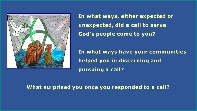 In what ways, either expected or
unexpected, did a call to serve
God's people come to you?
In what ways have your communities
helped you in discerning and
pursuing a call?
What surprised you once you responded to a call?